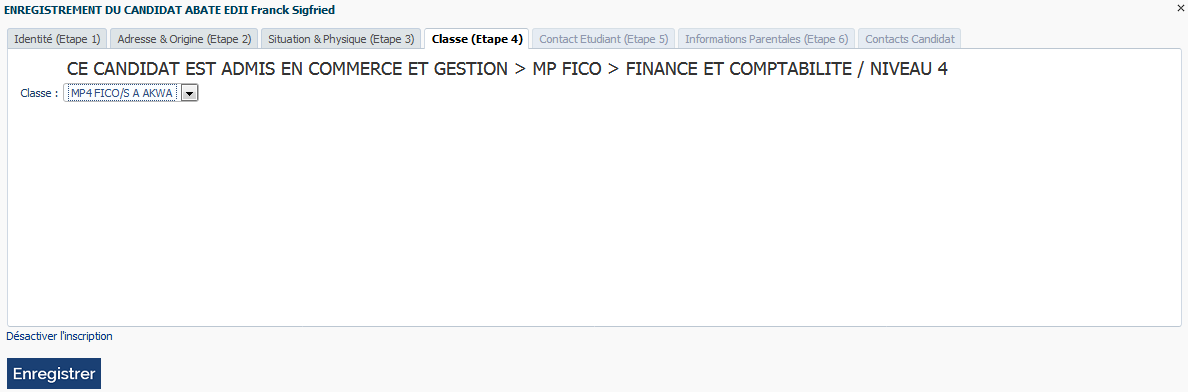 ENREGISTREMENT DU CANDIDAT ABATE EDII Franck Sigfried
Identité (Etape 1) Adresse & Origine (Etape 2) Situation & Physique (Etape 3) Classe (Etape 4) Contact Etudiant (Etape 5) Informations Parentales (Etape 6) Contacts Candidat
CE CANDIDAT EST ADMIS EN COMMERCE ET GESTION > MP FICO > FINANCE ET COMPTABILITE / NIVEAU 4
Classe : MP4 FICO/S A AKWA
Désactiver l'inscription
Enregistrer